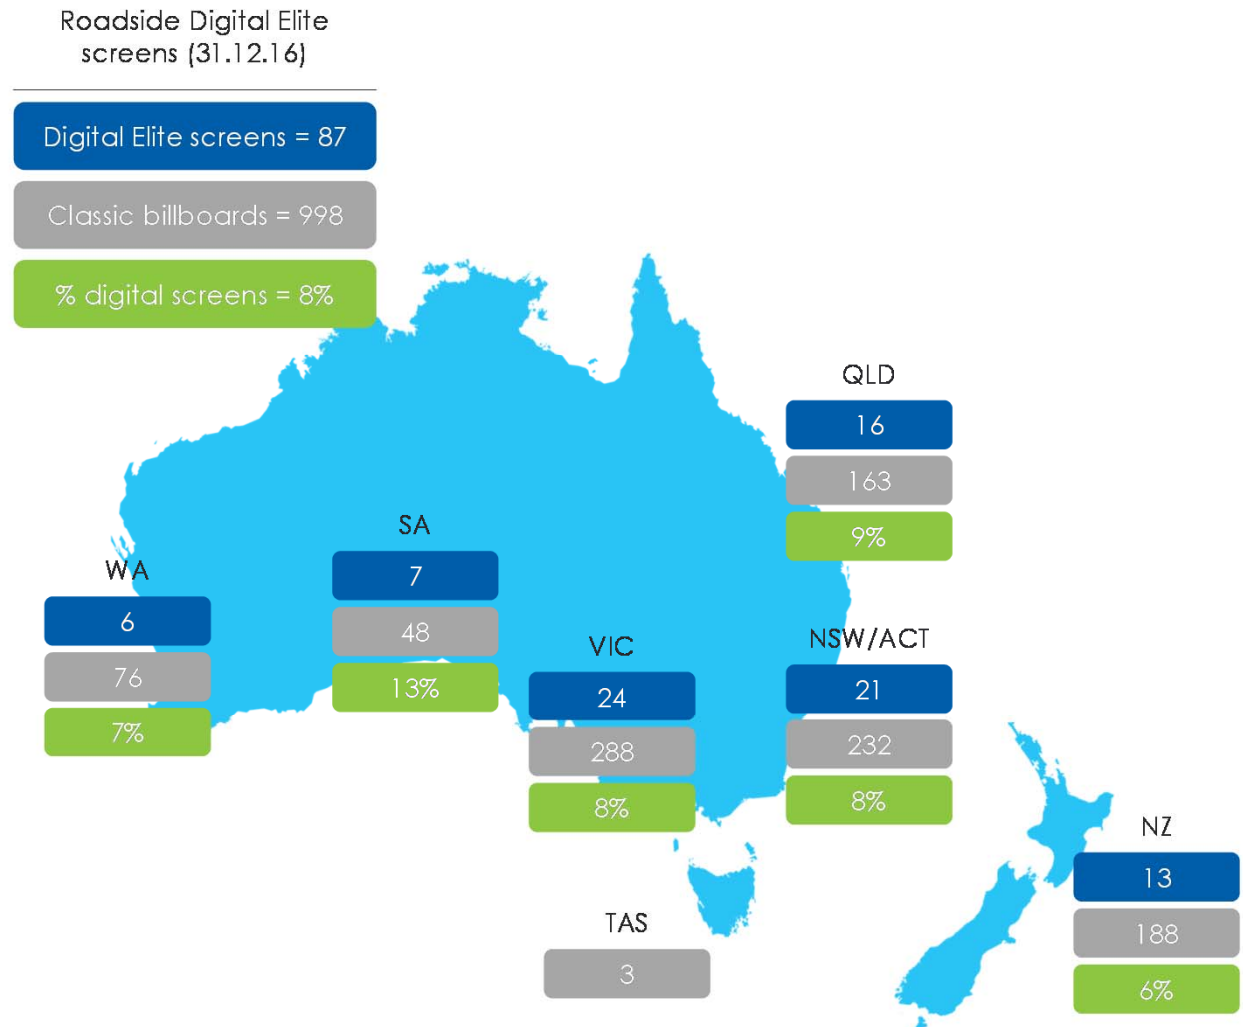 Roadside Digital Elite
screens (31.12.16)
Digital Elite screens = 87
Classic billboards = 998
% digital screens = 8%
QLD
16
163
9%
SA
7
48
13%
WA
6
76
7%
VIC
24
288
8%
NSW/ACT
21
232
8%
NZ
13
188
6%
TAS
3